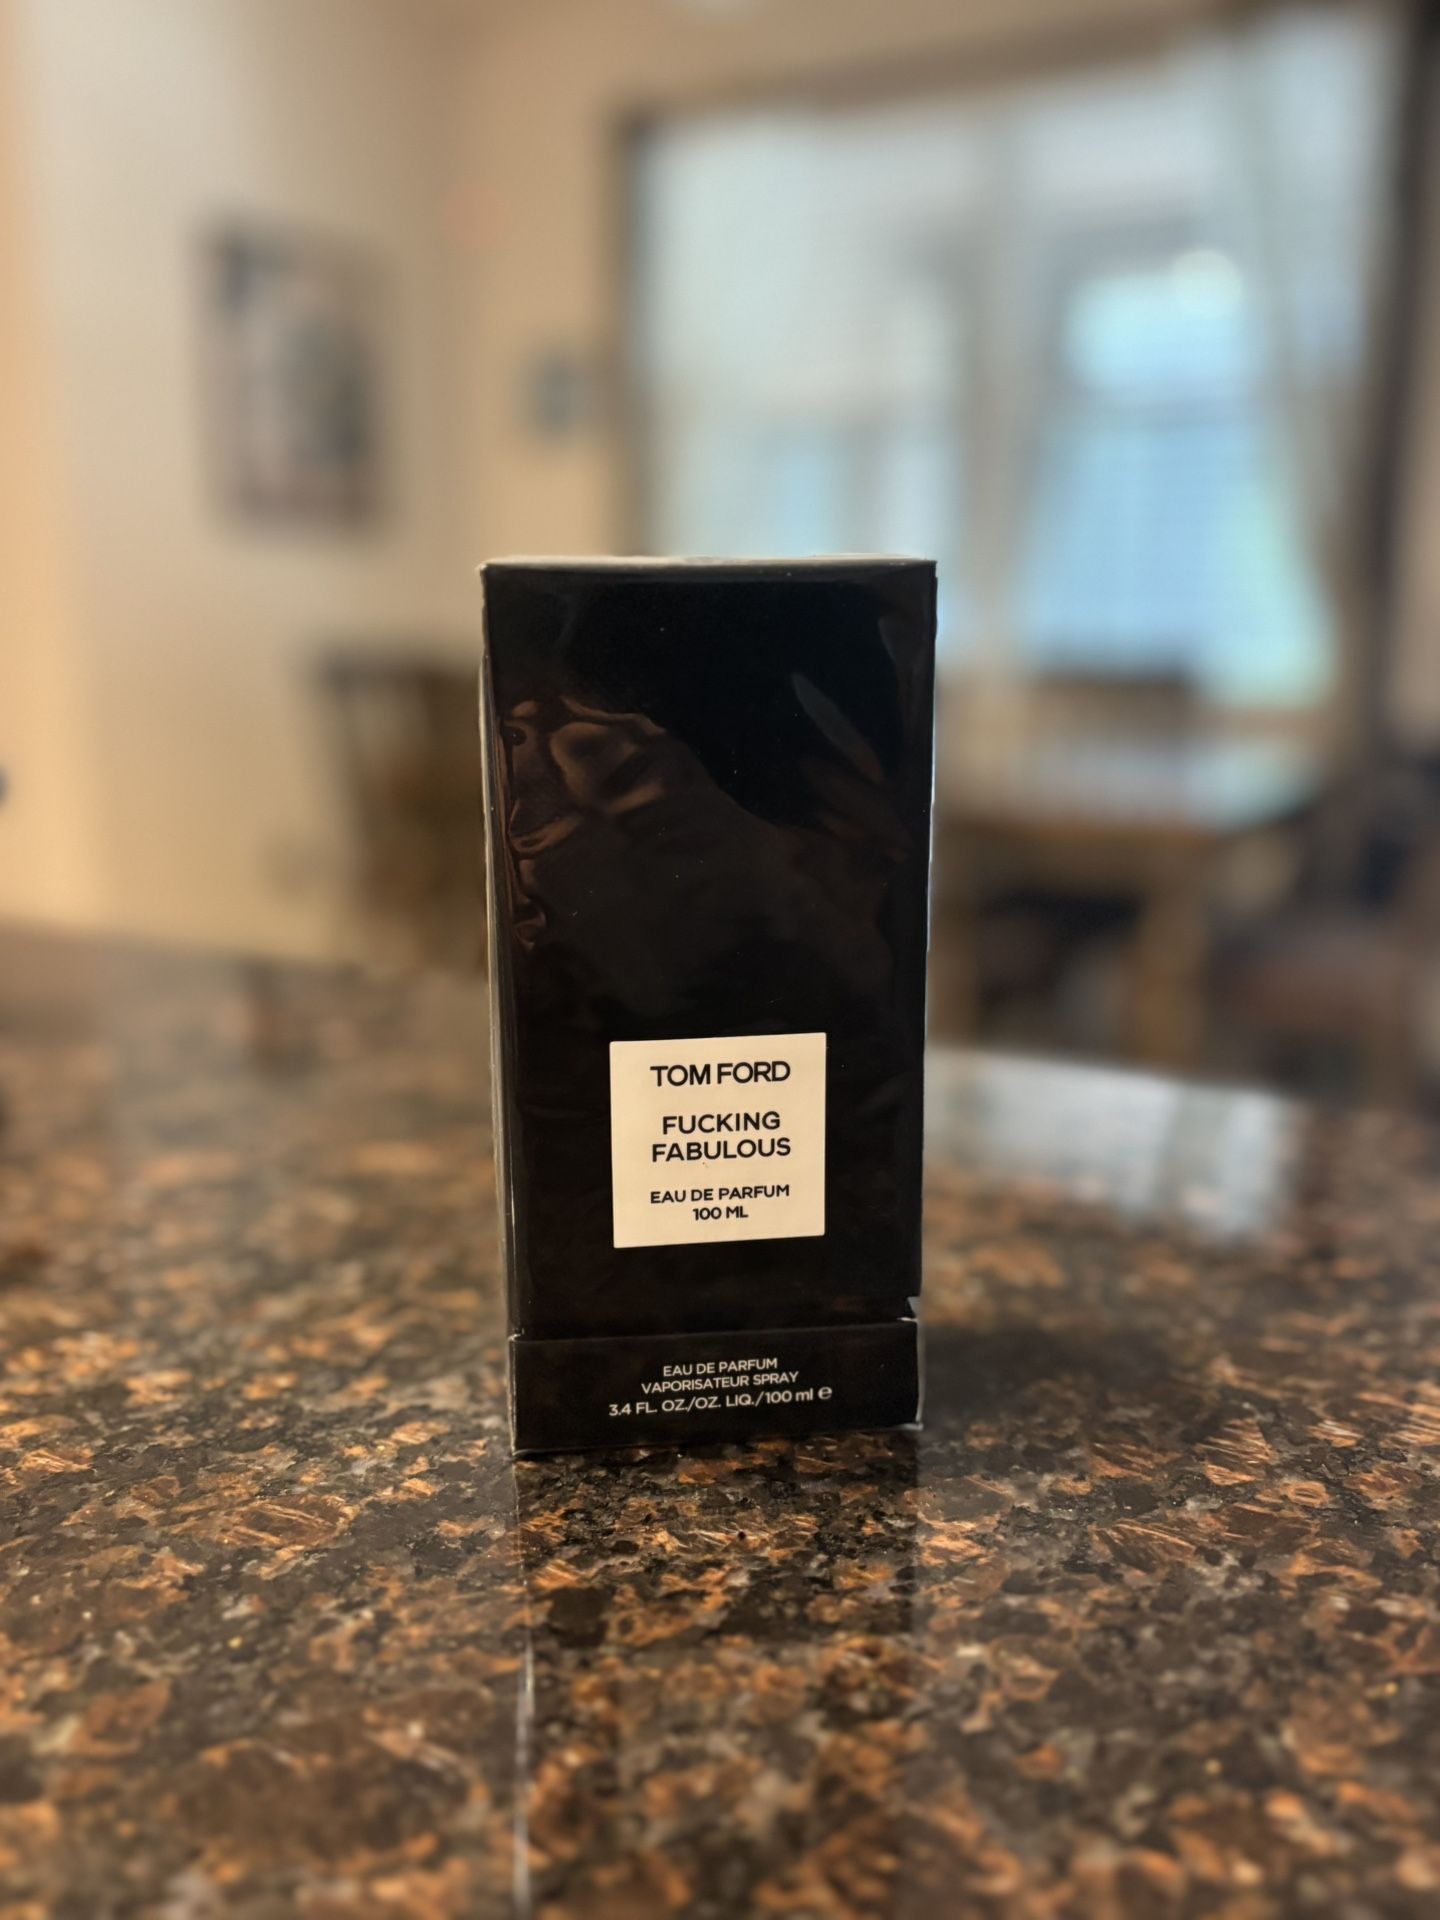 TOM FORD
FUCKING
FABULOUS
EAU DE PARFUM
100 ML
EAU DE PARFUM
VAPORISATEUR SPRAY
3.4 FL. OZ./OZ. LIQ./100 ml ℮